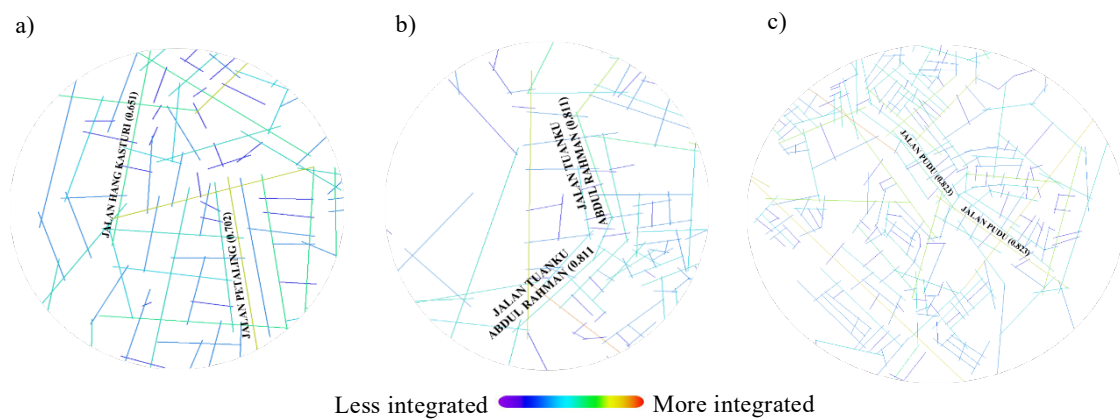 a)
b)
c)
JALAN HANG KASTURI (0.651)
JALAN PETALING (0.702)
JALAN TUANKU
ABDUL RAHMAN (0.811)
JALAN TUANKU
ABDUL RAHMAN (0.811
JALAN PUDU (0.823)
JALAN PUDU (0.823)
Less integrated
More integrated